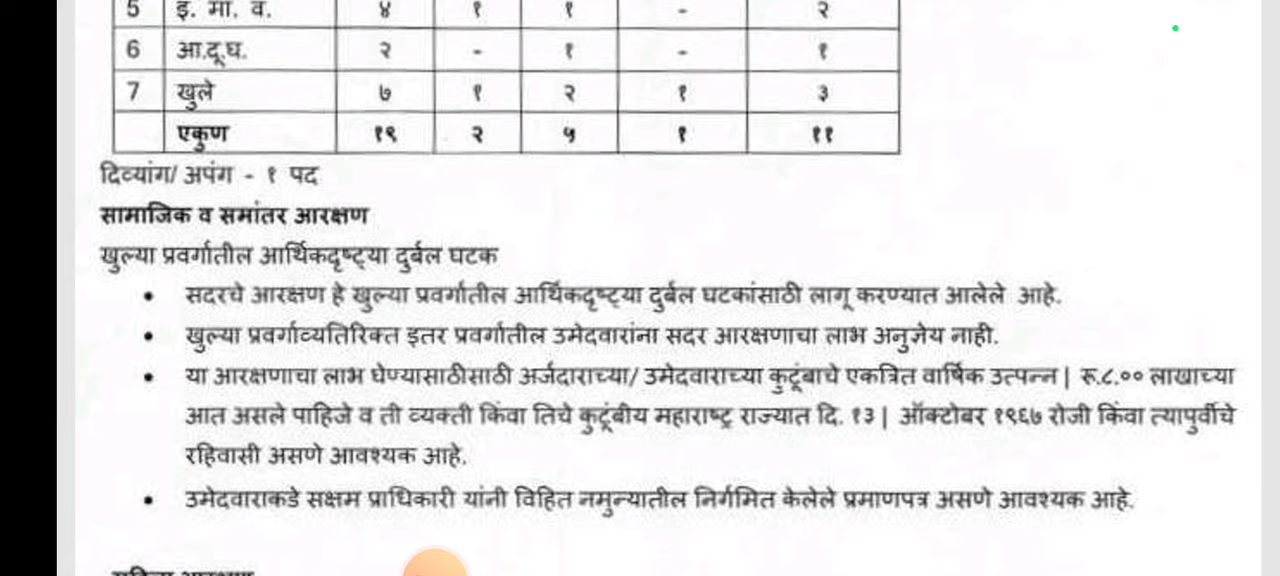 5 इ. मा. व. ४ १ १ - २
6 आ.दू.घ. २ - १ - १
7 खुले ७ १ २ १ ३
एकुण १९ २ ५ १ ११
दिव्यांग/ अपंग - १ पद
सामाजिक व समांतर आरक्षण
खुल्या प्रवर्गातील आर्थिकदृष्ट्या दुर्बल घटक
• सदरचे आरक्षण हे खुल्या प्रवर्गातील आर्थिकदृष्ट्या दुर्बल घटकांसाठी लागू करण्यात आलेले आहे.
• खुल्या प्रवर्गाव्यतिरिक्त इतर प्रवर्गातील उमेदवारांना सदर आरक्षणाचा लाभ अनुज्ञेय नाही.
• या आरक्षणाचा लाभ घेण्यासाठीसाठी अर्जदाराच्या/ उमेदवाराच्या कुटूंबाचे एकत्रित वार्षिक उत्पन्न| रू.८.०० लाखाच्या
आत असले पाहिजे व ती व्यक्ती किंवा तिचे कुटूंबीय महाराष्ट्र राज्यात दि. १३| ऑक्टोबर १९६७ रोजी किंवा त्यापुर्वीचे
रहिवासी असणे आवश्यक आहे.
• उमेदवाराकडे सक्षम प्राधिकारी यांनी विहित नमुन्यातील निर्गमित केलेले प्रमाणपत्र असणे आवश्यक आहे.